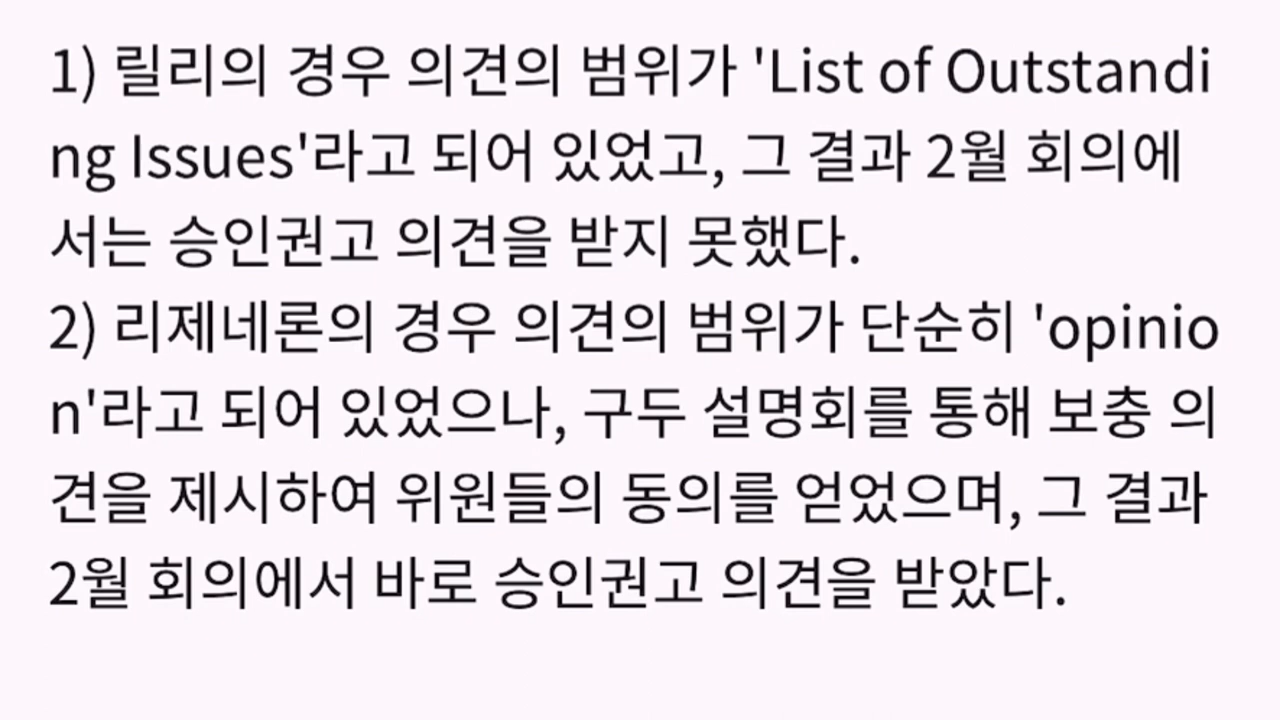 1) 릴리의 경우 의견의 범위가 'List of Outstandi
ng Issues'라고 되어 있었고, 그 결과 2월 회의에
서는 승인권고 의견을 받지 못했다.
2) 리제네론의 경우 의견의 범위가 단순히 'opinio
n'라고 되어 있었으나, 구두 설명회를 통해 보충 의
견을 제시하여 위원들의 동의를 얻었으며, 그 결과
2월 회의에서 바로 승인권고 의견을 받았다.